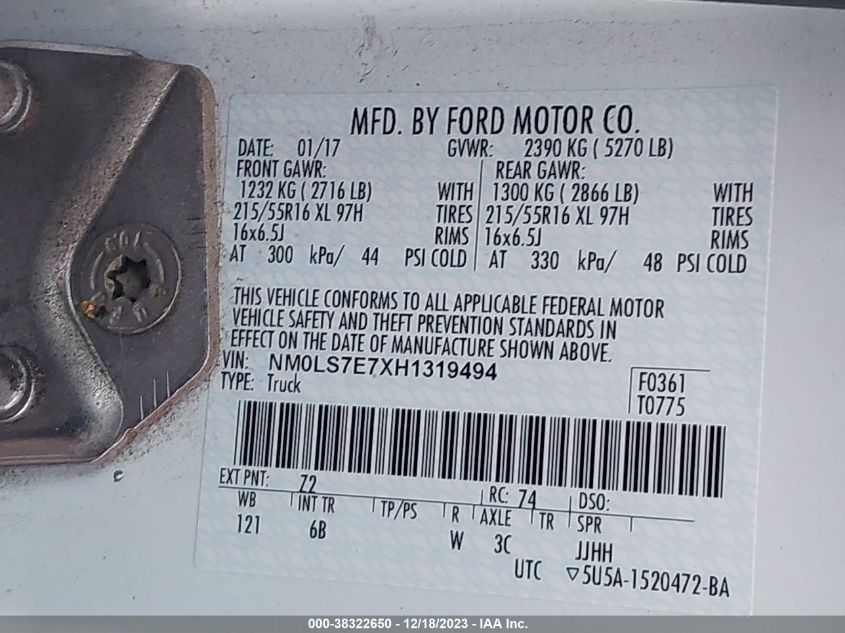 MFD. BY FORD MOTOR CO.
DATE: 01/17 GVWR: 2390 KG ( 5270 LB)
FRONT GAWR: REAR GAWR:
1232 KG ( 2716 LB) WITH 1300 KG ( 2866 LB) WITH
215/55R16 XL 97H TIRES 215/55R16 XL 97H TIRES
16x6.5J RIMS 16x6.5J RIMS
AT 300 kPa/ 44 PSI COLD AT 330 kPa/ 48 PSI COLD
THIS VEHICLE CONFORMS TO ALL APPLICABLE FEDERAL MOTOR
VEHICLE SAFETY AND THEFT PREVENTION STANDARDS IN
EFFECT ON THE DATE OF MANUFACTURE SHOWN ABOVE.
VIN: NM0LS7E7XH1319494
TYPE: Truck
F0361
T0775
EXT PNT: Z2 RC: 74 DSO:
WB INT TR TP/PS R AXLE TR SPR
121 6B W 3C JJHH
UTC ▽5U5A-1520472-BA
000-38322650 - 12/18/2023 - IAA Inc.